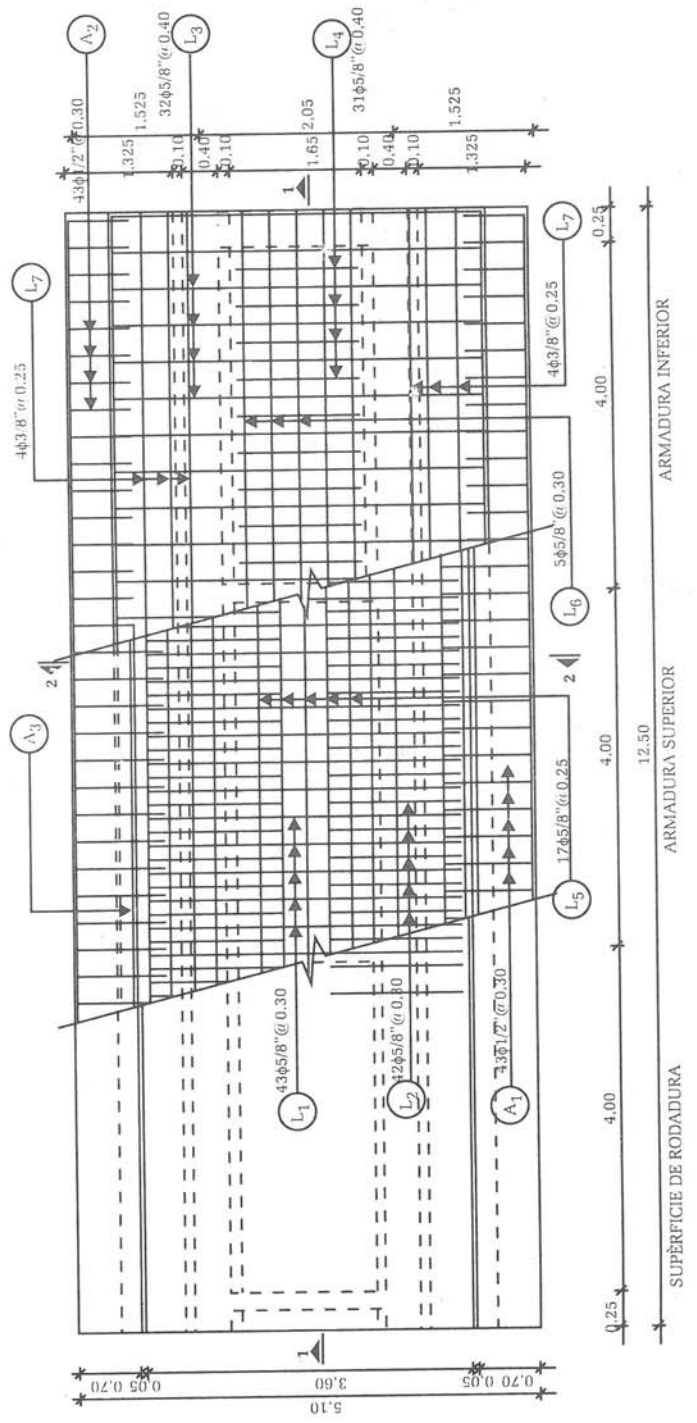 A₂
43ϕ1/2"@ 0.30
L₃
32ϕ5/8"@ 0.40
L₄
31ϕ5/8"@ 0.40
1.525
2.05
1.525
1.325
0.10
0.40
0.10
1.65
0.10
0.40
0.10
1.325
1
L₇
4ϕ3/8"@ 0.25
L₇
4ϕ3/8"@ 0.25
5ϕ5/8"@ 0.30
L₆
2
2
A₃
17ϕ5/8"@ 0.25
L₅
43ϕ5/8"@ 0.30
L₁
42ϕ5/8"@ 0.30
L₂
43ϕ1/2"@ 0.30
A₁
1
0.70
0.05
3.60
0.05
0.70
5.10
0.25
4.00
4.00
4.00
0.25
12.50
SUPÈRFICIE DE RODADURA
ARMADURA SUPERIOR
ARMADURA INFERIOR